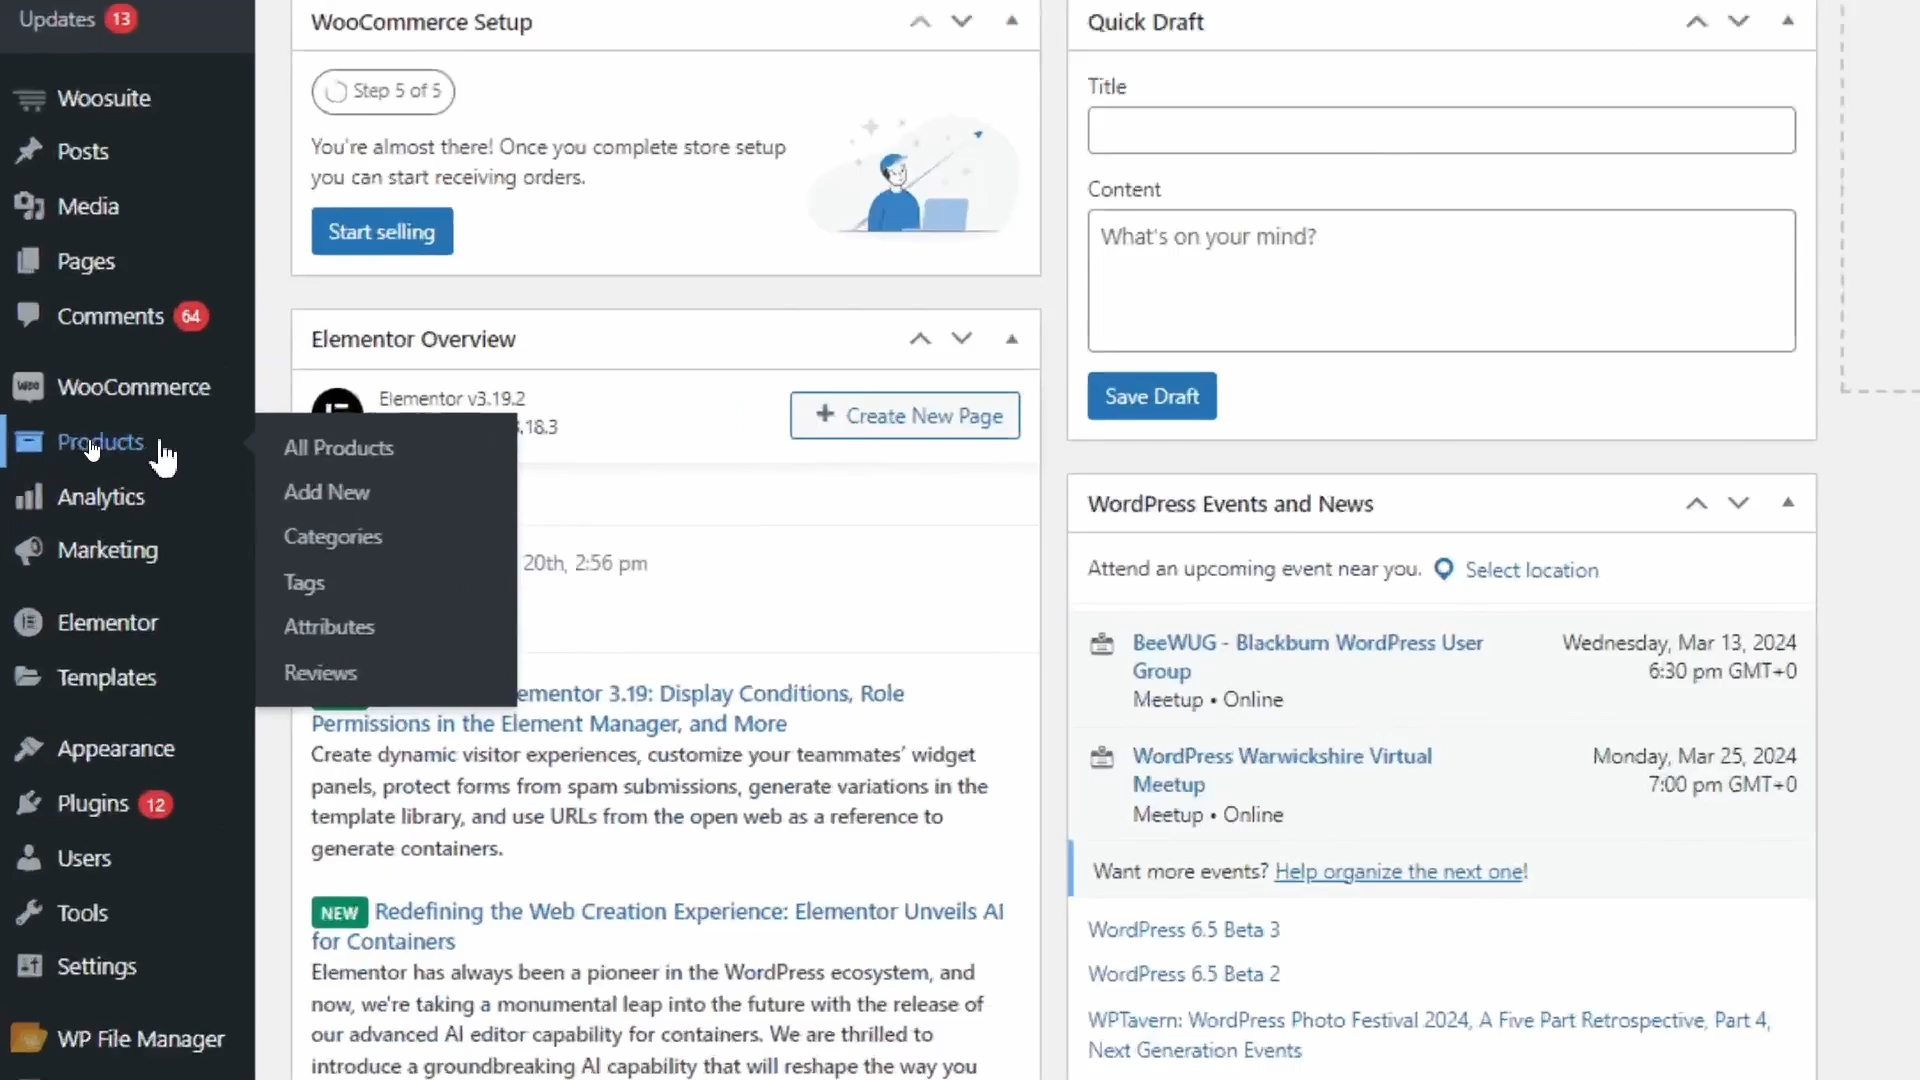 Updates 13
Woosuite
Posts
Media
Pages
Comments 64
WooCommerce
Products
Analytics
Marketing
Elementor
Templates
Appearance
Plugins 12
Users
Tools
Settings
WP File Manager
All Products
Add New
Categories
Tags
Attributes
Reviews
WooCommerce Setup
Step 5 of 5
You're almost there! Once you complete store setup
you can start receiving orders.
Start selling
Elementor Overview
Elementor v3.19.2
.18.3
+ Create New Page
20th, 2:56 pm
ementor 3.19: Display Conditions, Role
Permissions in the Element Manager, and More
Create dynamic visitor experiences, customize your teammates’ widget
panels, protect forms from spam submissions, generate variations in the
template library, and use URLs from the open web as a reference to
generate containers.
NEW Redefining the Web Creation Experience: Elementor Unveils AI
for Containers
Elementor has always been a pioneer in the WordPress ecosystem, and
now, we're taking a monumental leap into the future with the release of
our advanced AI editor capability for containers. We are thrilled to
introduce a groundbreaking AI capability that will reshape the way you
Quick Draft
Title
Content
What's on your mind?
Save Draft
WordPress Events and News
Attend an upcoming event near you. Select location
BeeWUG - Blackburn WordPress User Wednesday, Mar 13, 2024
Group 6:30 pm GMT+0
Meetup • Online
WordPress Warwickshire Virtual Monday, Mar 25, 2024
Meetup 7:00 pm GMT+0
Meetup • Online
Want more events? Help organize the next one!
WordPress 6.5 Beta 3
WordPress 6.5 Beta 2
WPTavern: WordPress Photo Festival 2024, A Five Part Retrospective, Part 4,
Next Generation Events